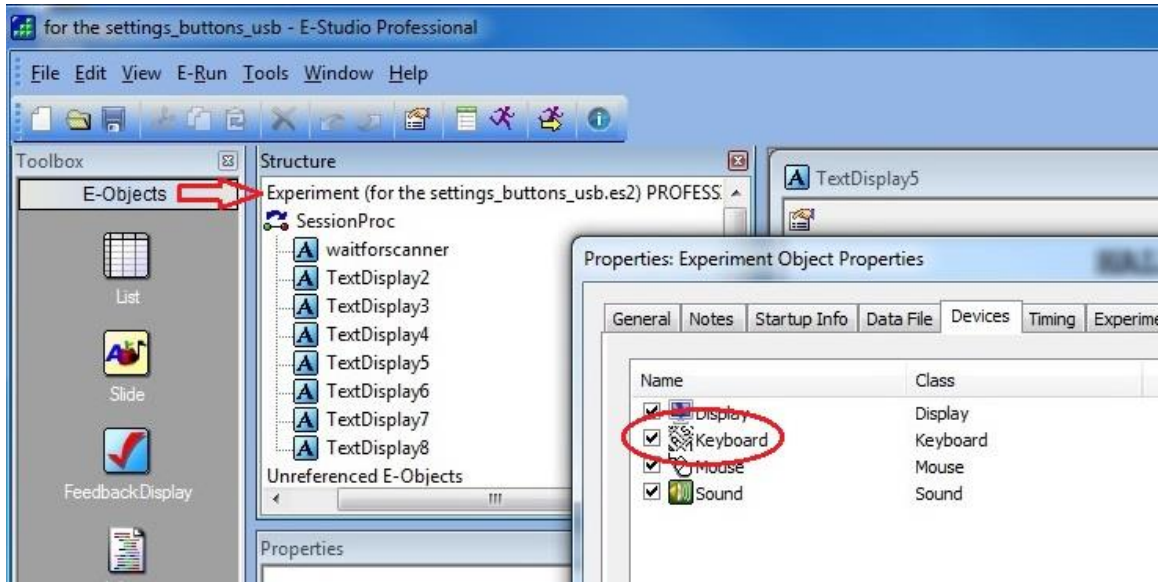 for the settings_buttons_usb - E-Studio Professional
File Edit View E-Run Tools Window Help
Toolbox
E-Objects
List
Slide
FeedbackDisplay
Structure
Experiment (for the settings_buttons_usb.es2) PROFESS
SessionProc
waitforscanner
TextDisplay2
TextDisplay3
TextDisplay4
TextDisplay5
TextDisplay6
TextDisplay7
TextDisplay8
Unreferenced E-Objects
Properties
TextDisplay5
Properties: Experiment Object Properties
General Notes Startup Info Data File Devices Timing Experime
Name Class
Display Display
Keyboard Keyboard
Mouse Mouse
Sound Sound